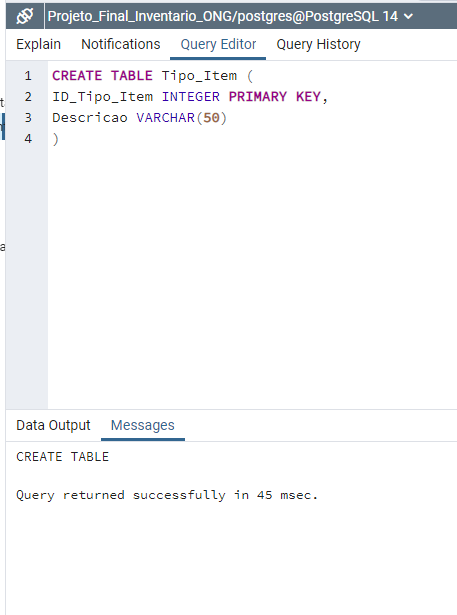 Projeto_Final_Inventario_ONG/postgres@PostgreSQL 14
Explain Notifications Query Editor Query History
1 CREATE TABLE Tipo_Item (
2 ID_Tipo_Item INTEGER PRIMARY KEY,
3 Descricao VARCHAR(50)
4 )
Data Output Messages
CREATE TABLE
Query returned successfully in 45 msec.